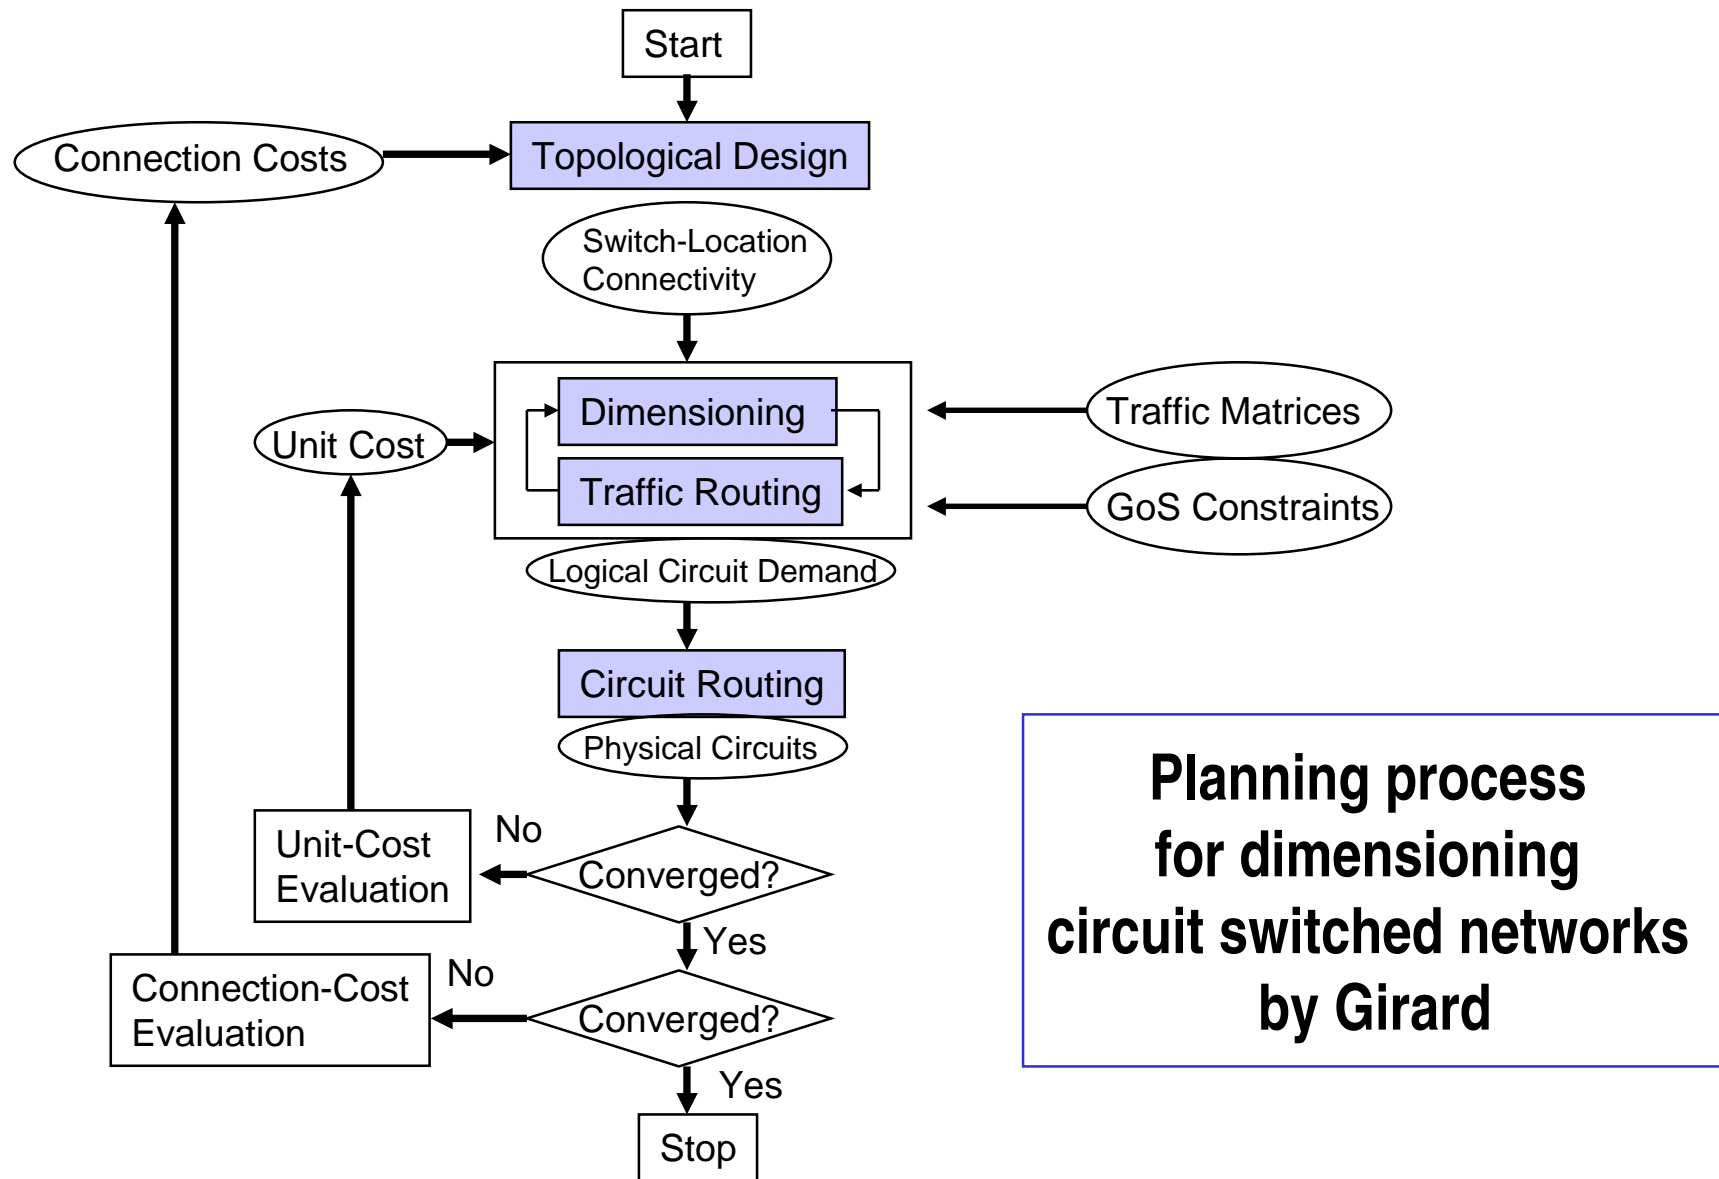 Start
Connection Costs
Topological Design
Switch-Location
Connectivity
Dimensioning
Traffic Matrices
Unit Cost
Traffic Routing
GoS Constraints
Logical Circuit Demand
Circuit Routing
Physical Circuits
Planning process
for dimensioning
circuit switched networks
by Girard
No
Unit-Cost
Evaluation
Converged?
Yes
No
Connection-Cost
Evaluation
Converged?
Yes
Stop